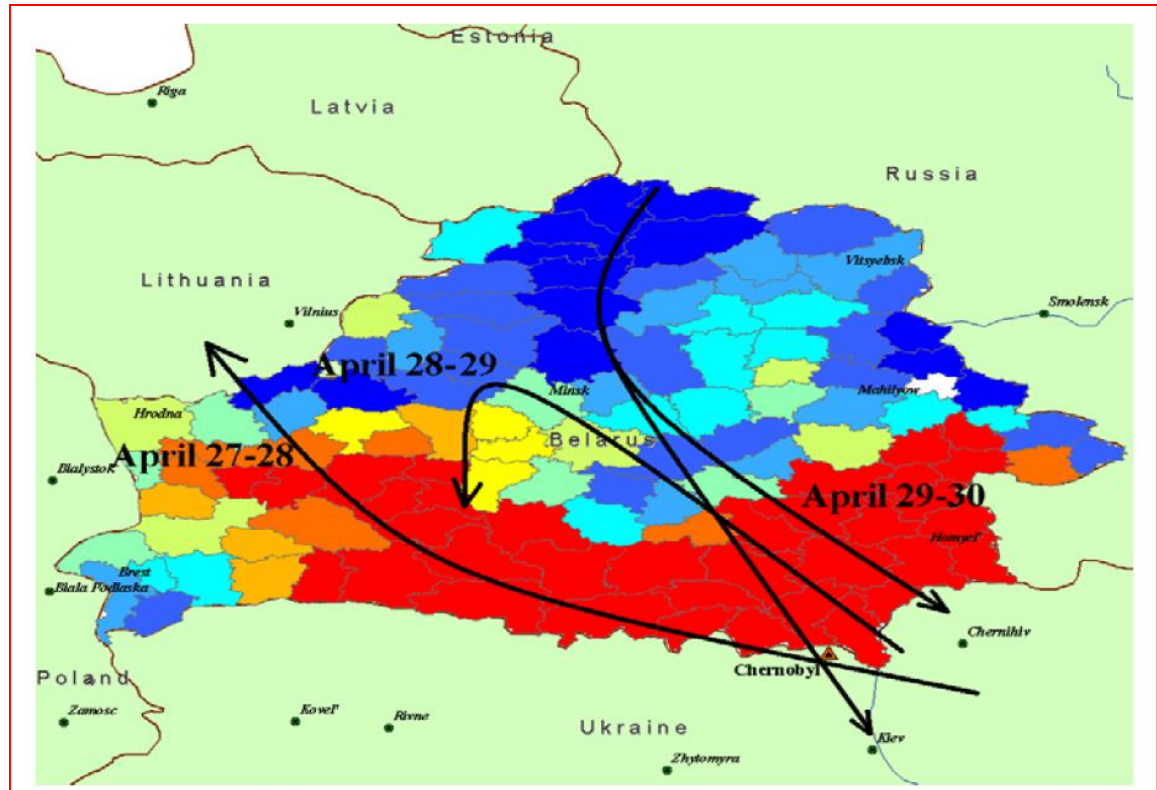 Estonia
Riga
Latvia
Russia
Vitsyebsk
Lithuania
Smolensk
Vilnius
April 28-29
Minsk
Mahilyow
Hrodna
Belarus
April 27-28
Bialystok
April 29-30
Homyel'
Brest
Biala Podlaska
Chernihiv
Chernobyl
Poland
Zamosc
Kovel'
Rivne
Ukraine
Kiev
Zhytomyra